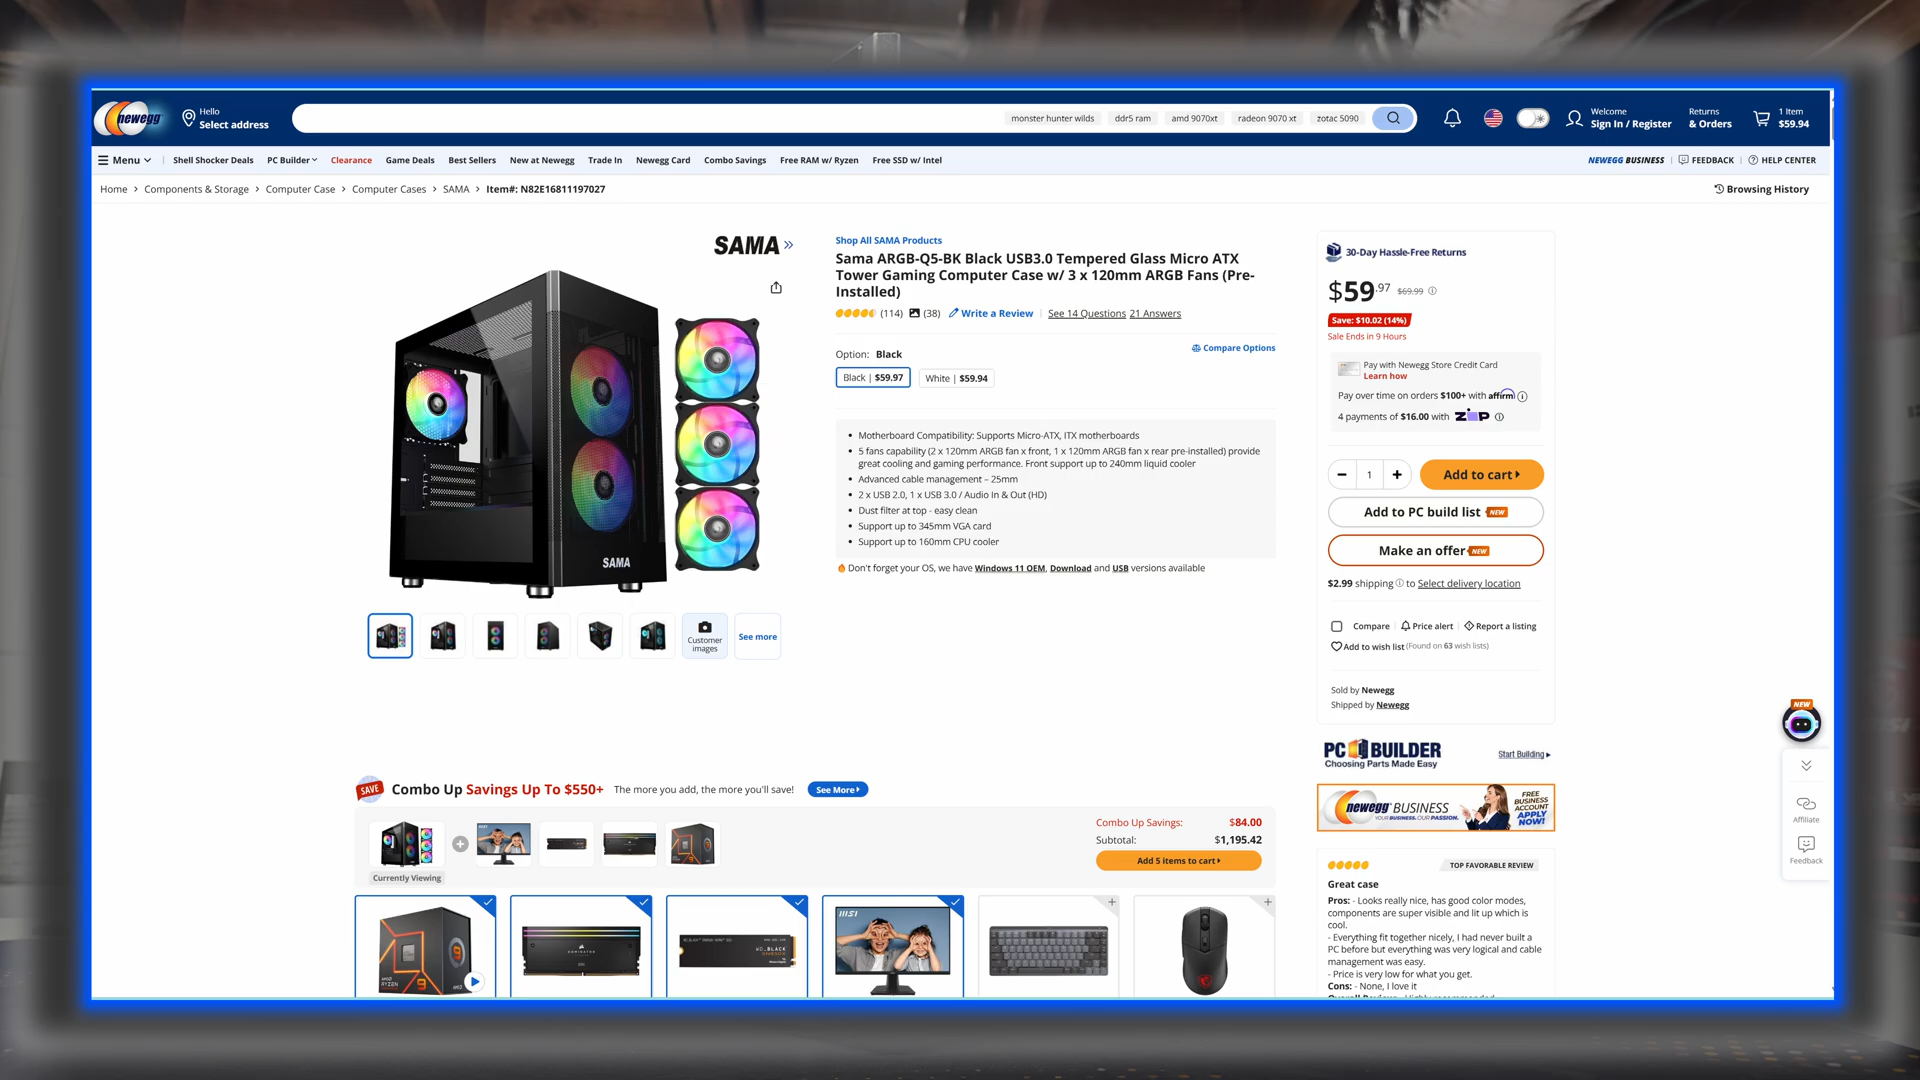 newegg
Hello
Select address
monster hunter wilds
ddr5 ram
amd 9070xt
radeon 9070 xt
zotac 5090
Welcome
Sign In / Register
Returns
& Orders
1 Item
$59.94
Menu
Shell Shocker Deals
PC Builder
Clearance
Game Deals
Best Sellers
New at Newegg
Trade In
Newegg Card
Combo Savings
Free RAM w/ Ryzen
Free SSD w/ Intel
NEWEGG BUSINESS
FEEDBACK
HELP CENTER
Home > Components & Storage > Computer Case > Computer Cases > SAMA > Item#: N82E16811197027
Browsing History
SAMA
SAMA
Customer
images
See more
Shop All SAMA Products
Sama ARGB-Q5-BK Black USB3.0 Tempered Glass Micro ATX
Tower Gaming Computer Case w/ 3 x 120mm ARGB Fans (Pre-
Installed)
(114) (38) Write a Review | See 14 Questions 21 Answers
Option: Black
Compare Options
Black | $59.97
White | $59.94
• Motherboard Compatibility: Supports Micro-ATX, ITX motherboards
• 5 fans capability (2 x 120mm ARGB fan x front, 1 x 120mm ARGB fan x rear pre-installed) provide
great cooling and gaming performance. Front support up to 240mm liquid cooler
• Advanced cable management – 25mm
• 2 x USB 2.0, 1 x USB 3.0 / Audio In & Out (HD)
• Dust filter at top - easy clean
• Support up to 345mm VGA card
• Support up to 160mm CPU cooler
Don't forget your OS, we have Windows 11 OEM, Download and USB versions available
30-Day Hassle-Free Returns
$59.97 $69.99
Save: $10.02 (14%)
Sale Ends in 9 Hours
Pay with Newegg Store Credit Card
Learn how
Pay over time on orders $100+ with affirm
4 payments of $16.00 with ZIP
− 1 +
Add to cart
Add to PC build list NEW
Make an offer NEW
$2.99 shipping to Select delivery location
Compare
Price alert
Report a listing
Add to wish list (Found on 63 wish lists)
Sold by Newegg
Shipped by Newegg
PC BUILDER
Choosing Parts Made Easy
Start Building
newegg BUSINESS
YOUR BUSINESS. OUR PASSION.
FREE
BUSINESS
ACCOUNT
APPLY
NOW!
NEW
Affiliate
Feedback
SAVE
Combo Up Savings Up To $550+
The more you add, the more you'll save!
See More
Currently Viewing
Combo Up Savings: $84.00
Subtotal: $1,195.42
Add 5 items to cart
RYZEN
9
DOMINATOR
WD_BLACK
msi
TOP FAVORABLE REVIEW
Great case
Pros: - Looks really nice, has good color modes,
components are super visible and lit up which is
cool.
- Everything fit together nicely, I had never built a
PC before but everything was very logical and cable
management was easy.
- Price is very low for what you get.
Cons: - None, I love it